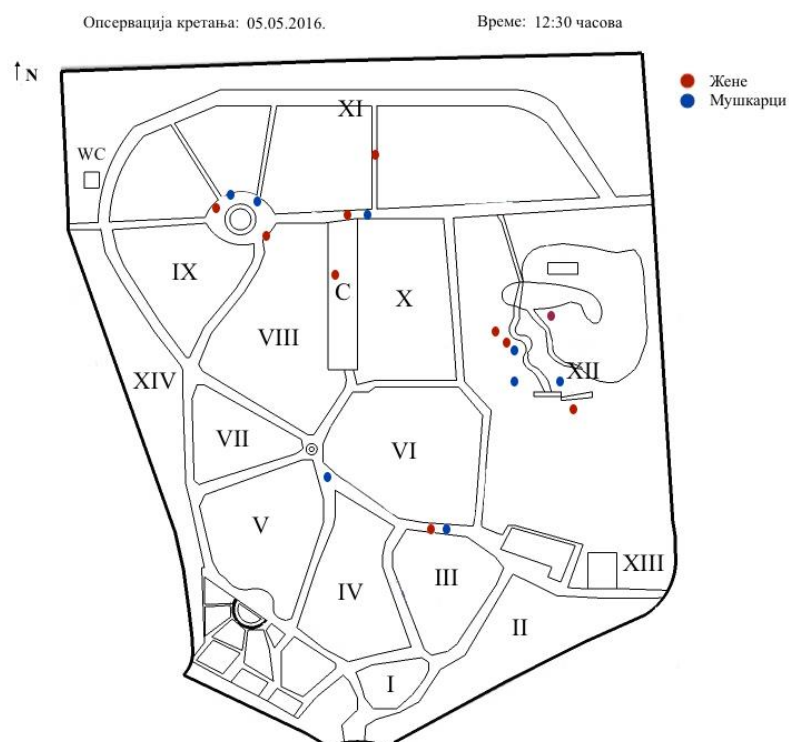 Опсервација кретања: 05.05.2016. Време: 12:30 часова
N
Жене
Мушкарци
XI
WC
IX
C
X
VIII
XII
XIV
VII
VI
V
XIII
III
IV
II
I